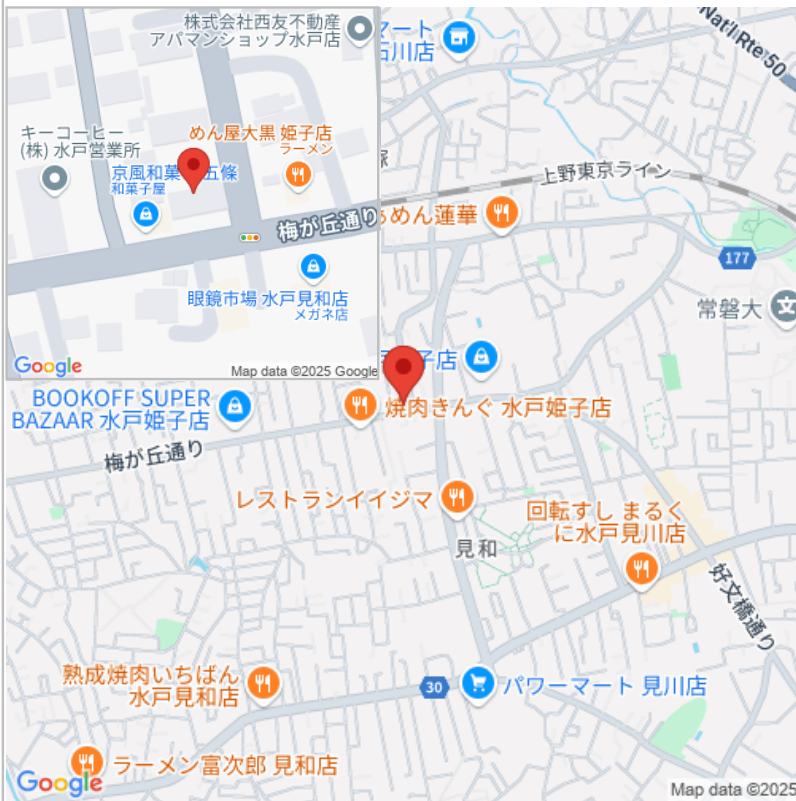 株式会社西友不動産
アパマンショップ水戸店
キーコーヒー
(株) 水戸営業所
めん屋大黒 姫子店
ラーメン
京風和菓
五條
和菓子屋
梅が丘通り
眼鏡市場 水戸見和店
メガネ店
Google
Map data ©2025 Google
マート
石川店
Nat'l Rte 50
塚
上野東京ライン
めん蓮華
177
常磐大
子店
BOOKOFF SUPER
BAZAAR 水戸姫子店
焼肉きんぐ 水戸姫子店
梅が丘通り
レストランイイジマ
回転すし まるく
に水戸見川店
見和
好文橋通り
熟成焼肉いちばん
水戸見和店
30
パワーマート 見川店
ラーメン富次郎 見和店
Google
Map data ©2025